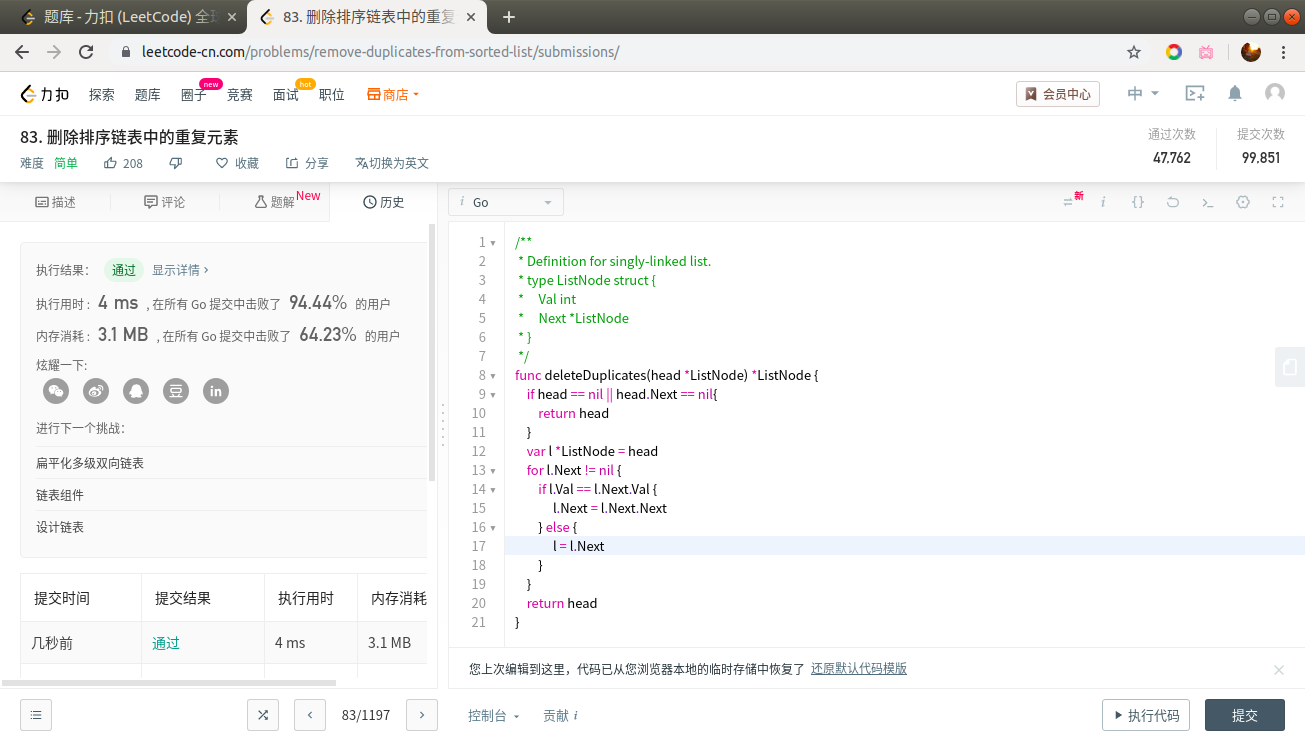 题库 - 力扣 (LeetCode) 全球
83. 删除排序链表中的重复
leetcode-cn.com/problems/remove-duplicates-from-sorted-list/submissions/
力扣 探索 题库 圈子 new 竞赛 面试 hot 职位 商店 会员中心 中
83. 删除排序链表中的重复元素
通过次数 提交次数
47,762 99,851
难度 简单 208 收藏 分享 切换为英文
描述 评论 题解 New 历史
i Go
新
执行结果： 通过 显示详情 ›
执行用时 : 4 ms , 在所有 Go 提交中击败了 94.44% 的用户
内存消耗 : 3.1 MB , 在所有 Go 提交中击败了 64.23% 的用户
炫耀一下:
豆 in
进行下一个挑战：
扁平化多级双向链表
链表组件
设计链表
提交时间 提交结果 执行用时 内存消耗
几秒前 通过 4 ms 3.1 MB
1 /**
2 * Definition for singly-linked list.
3 * type ListNode struct {
4 * Val int
5 * Next *ListNode
6 * }
7 */
8 func deleteDuplicates(head *ListNode) *ListNode {
9 if head == nil || head.Next == nil{
10 return head
11 }
12 var l *ListNode = head
13 for l.Next != nil {
14 if l.Val == l.Next.Val {
15 l.Next = l.Next.Next
16 } else {
17 l = l.Next
18 }
19 }
20 return head
21 }
您上次编辑到这里，代码已从您浏览器本地的临时存储中恢复了 还原默认代码模版
83/1197
控制台 贡献 i
执行代码 提交